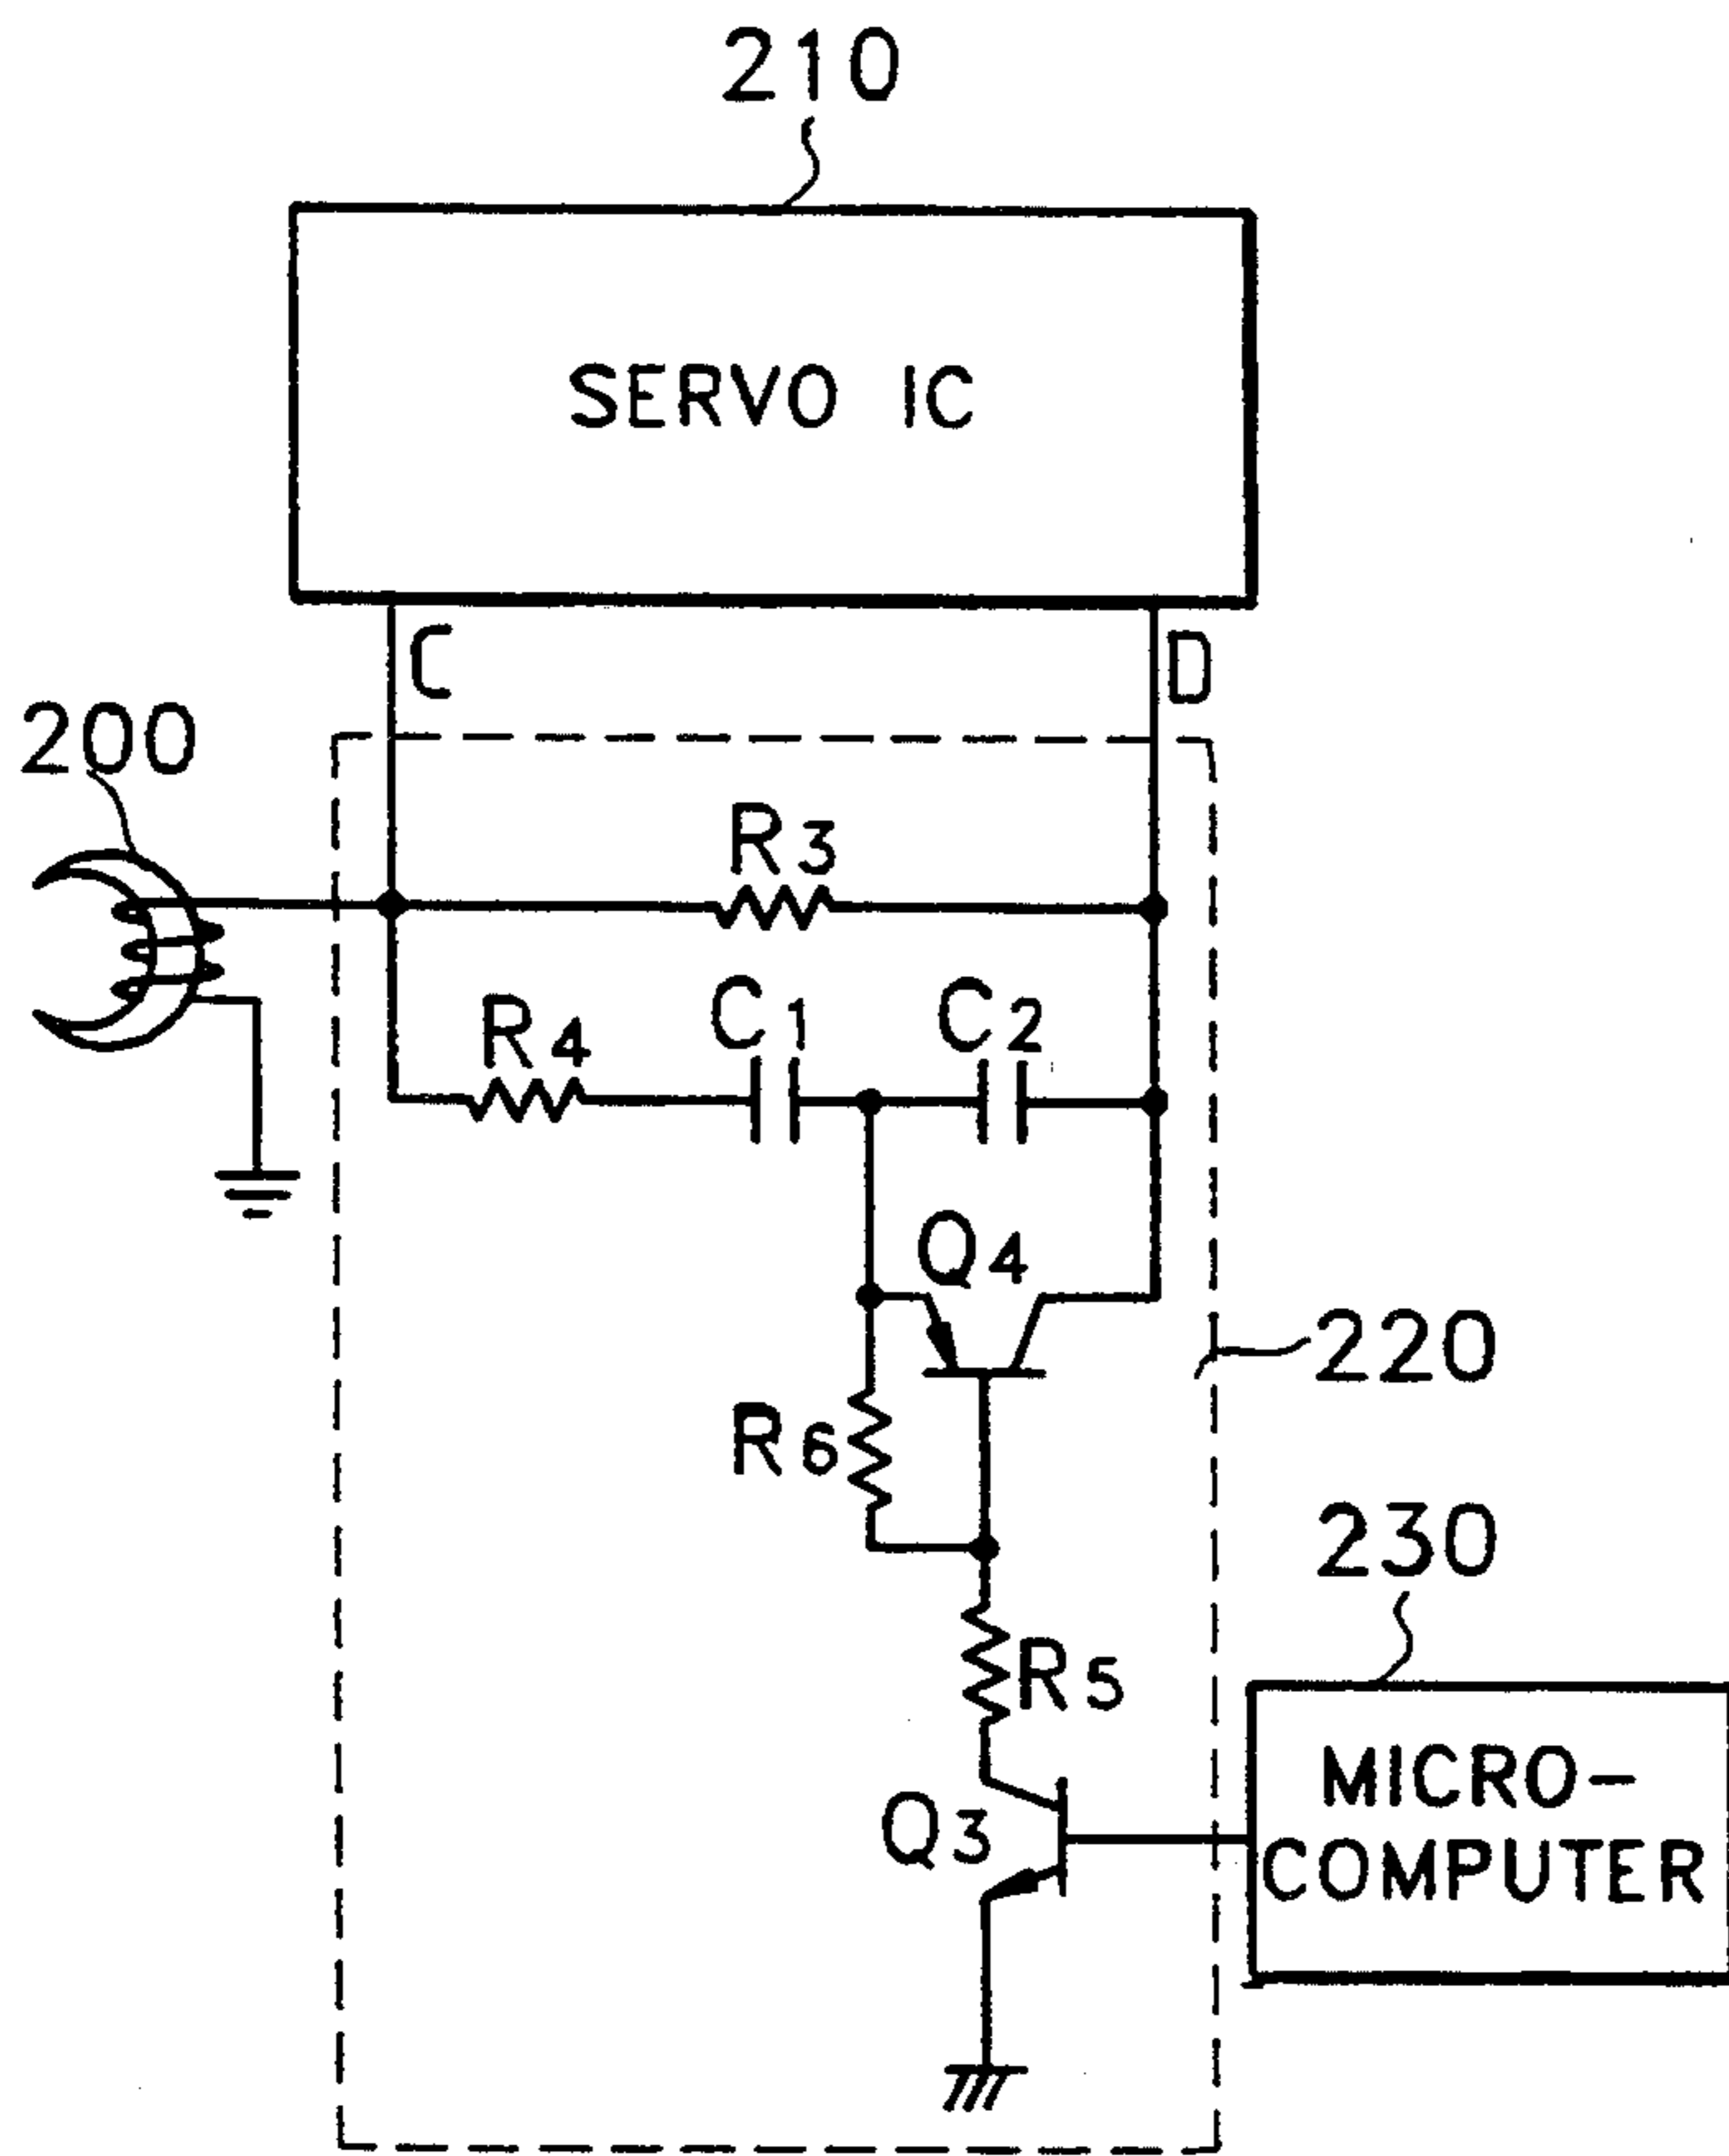 210
SERVO IC
C
D
200
R3
R4
C1
C2
Q4
220
R6
230
R5
MICRO-
COMPUTER
Q3